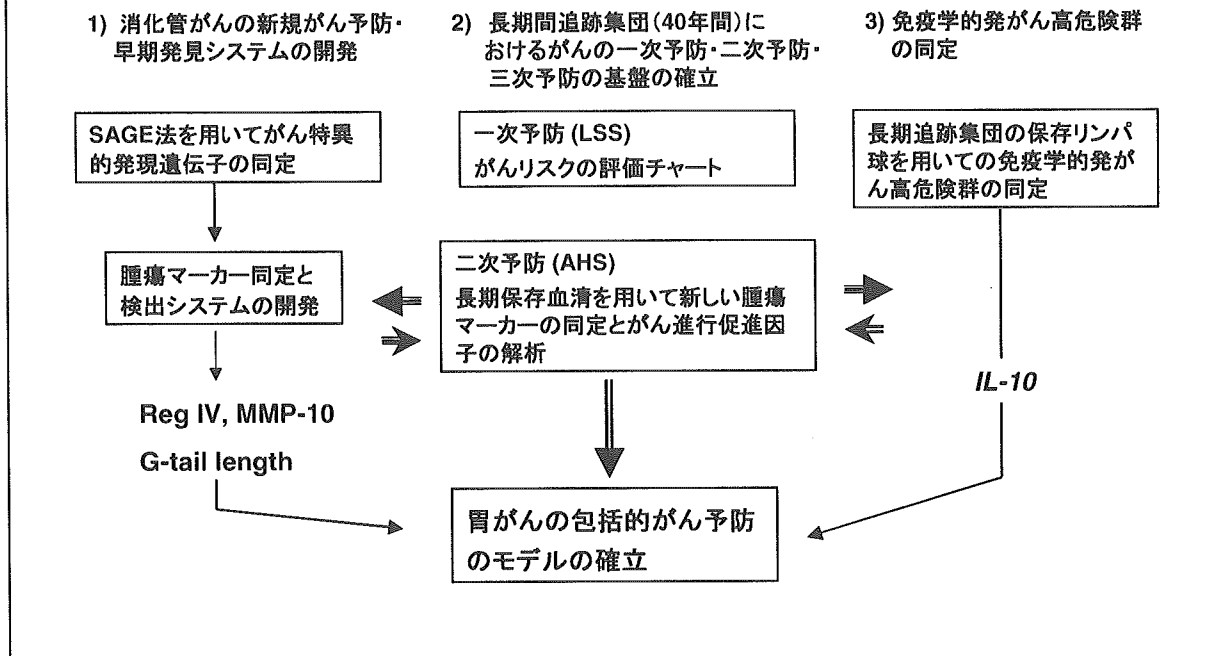 1) 消化管がんの新規がん予防・
早期発見システムの開発
2) 長期間追跡集団(40年間)に
おけるがんの一次予防・二次予防・
三次予防の基盤の確立
3) 免疫学的発がん高危険群
の同定
SAGE法を用いてがん特異
的発現遺伝子の同定
一次予防 (LSS)
がんリスクの評価チャート
長期追跡集団の保存リンパ
球を用いての免疫学的発が
ん高危険群の同定
腫瘍マーカー同定と
検出システムの開発
二次予防 (AHS)
長期保存血清を用いて新しい腫瘍
マーカーの同定とがん進行促進因
子の解析
IL-10
Reg IV, MMP-10
G-tail length
胃がんの包括的がん予防
のモデルの確立